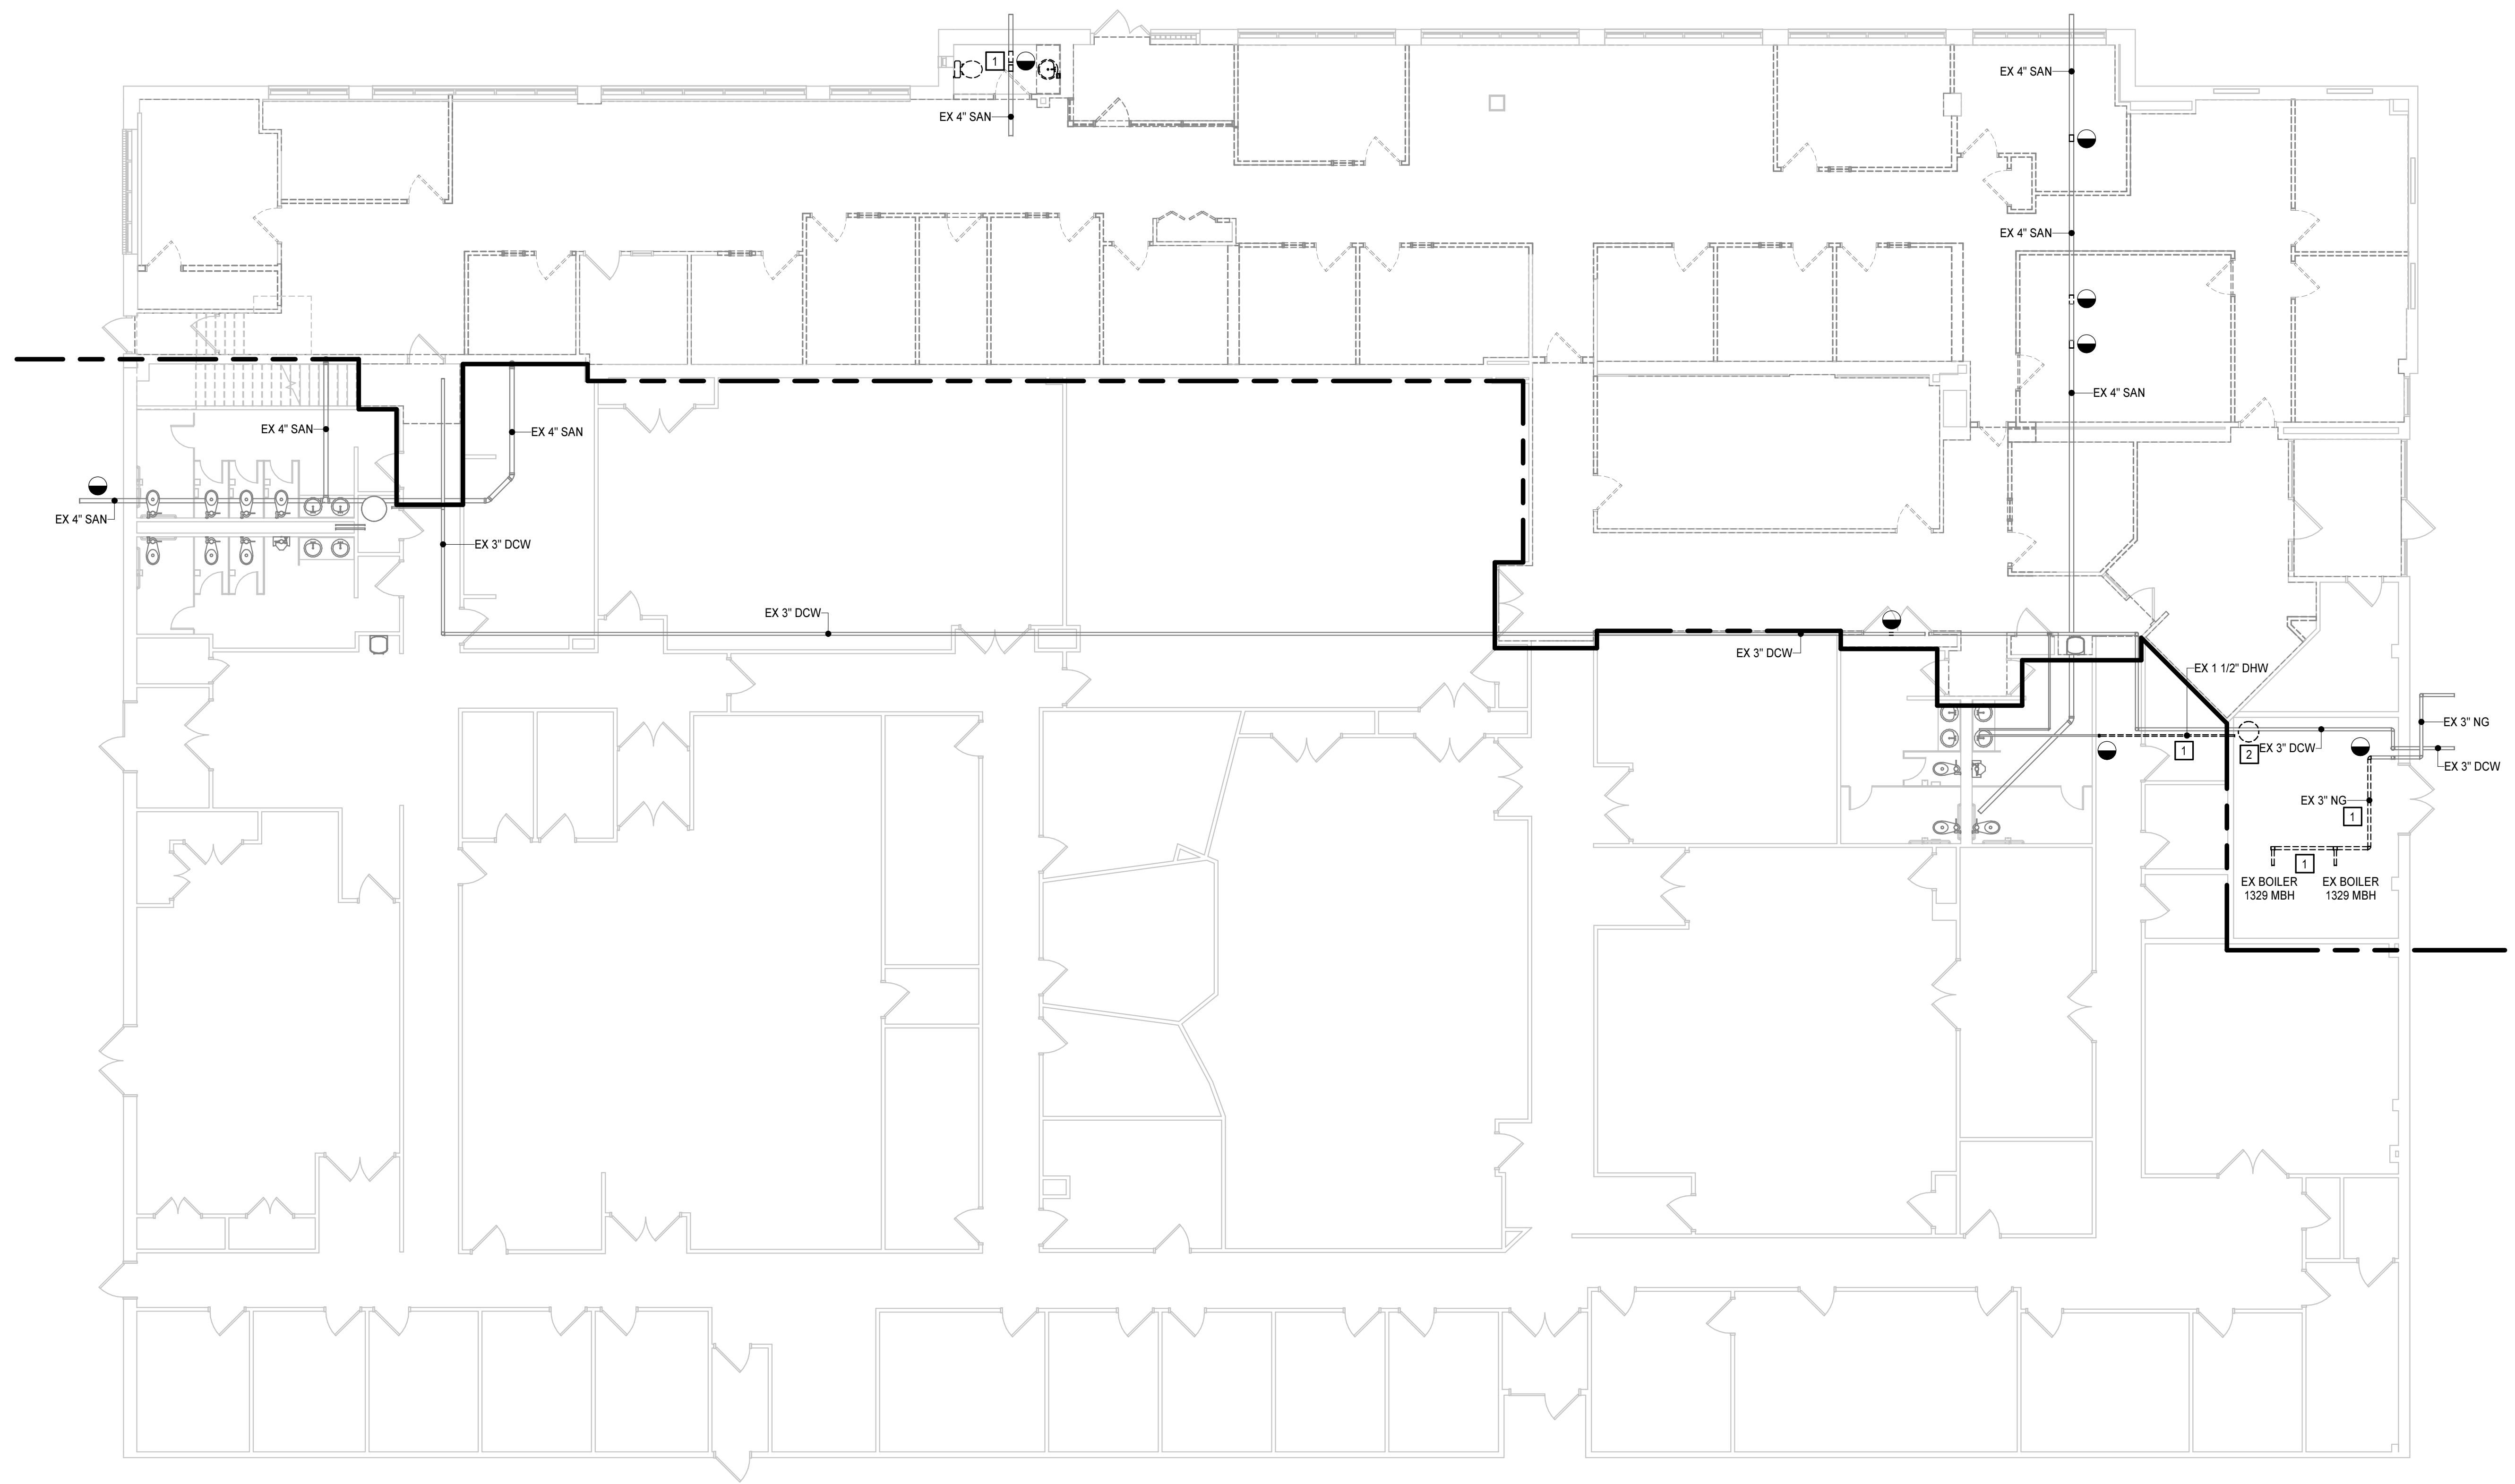 1
EX 4" SAN
EX 4" SAN
EX 4" SAN
EX 4" SAN
EX 4" SAN
EX 4" SAN
EX 4" SAN
EX 3" DCW
EX 3" DCW
EX 3" DCW
EX 1 1/2" DHW
EX 3" NG
1
2
EX 3" DCW
EX 3" DCW
EX 3" NG
1
1
EX BOILER
1329 MBH
EX BOILER
1329 MBH